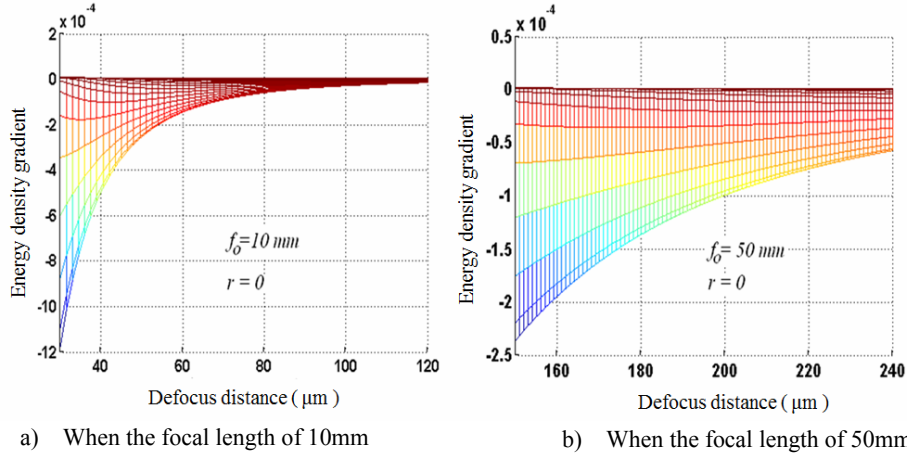 x 10⁻⁴
2
0
-2
-4
-6
-8
-10
-12
Energy density gradient
fo=10 mm
r = 0
40 60 80 100 120
Defocus distance ( μm )
a) When the focal length of 10mm
x 10⁻⁴
0.5
0
-0.5
-1
-1.5
-2
-2.5
Energy density gradient
fo= 50 mm
r = 0
160 180 200 220 240
Defocus distance ( μm )
b) When the focal length of 50mm